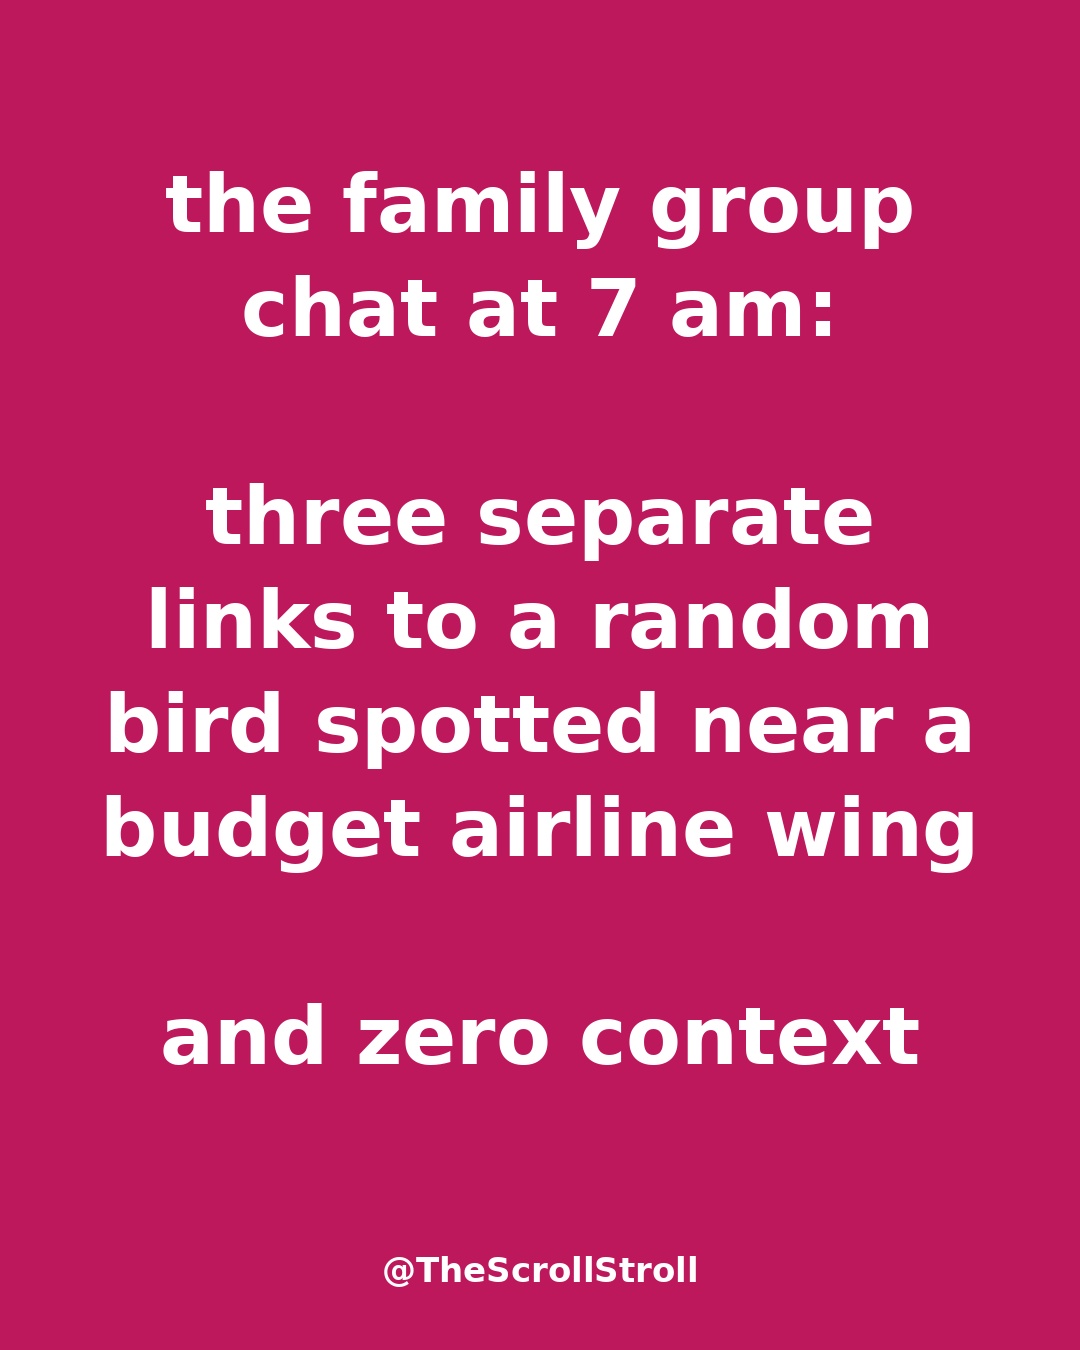 the family group
chat at 7 am:
three separate
links to a random
bird spotted near a
budget airline wing
and zero context
@TheScrollStroll